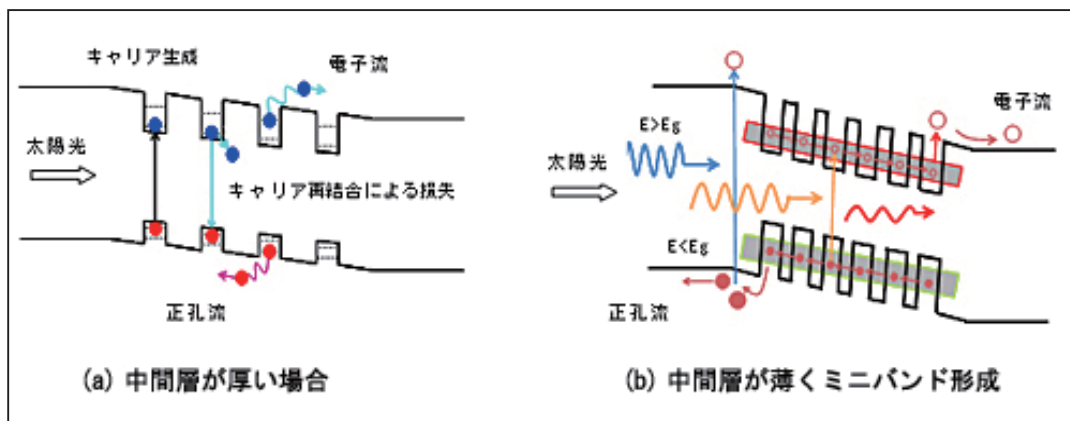 キャリア生成
電子流
太陽光
キャリア再結合による損失
正孔流
(a) 中間層が厚い場合
電子流
E>Eg
太陽光
E<Eg
正孔流
(b) 中間層が薄くミニバンド形成